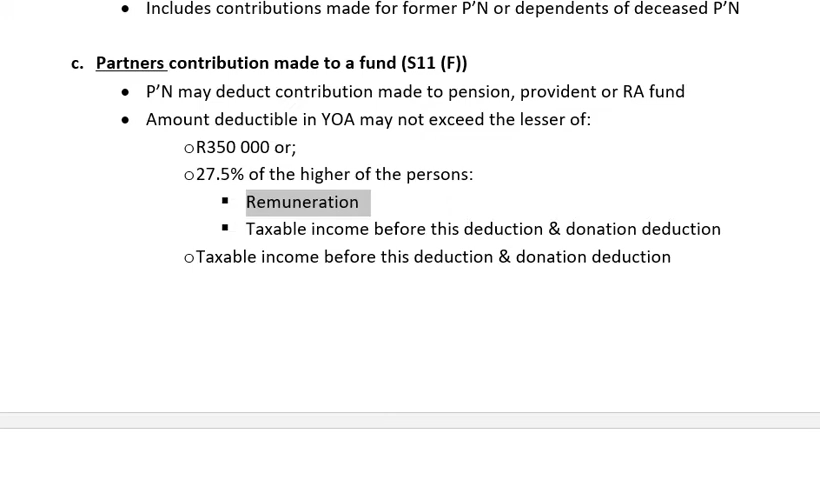 • Includes contributions made for former P’N or dependents of deceased P’N
c. Partners contribution made to a fund (S11 (F))
• P’N may deduct contribution made to pension, provident or RA fund
• Amount deductible in YOA may not exceed the lesser of:
○R350 000 or;
○27.5% of the higher of the persons:
▪ Remuneration
▪ Taxable income before this deduction & donation deduction
○Taxable income before this deduction & donation deduction